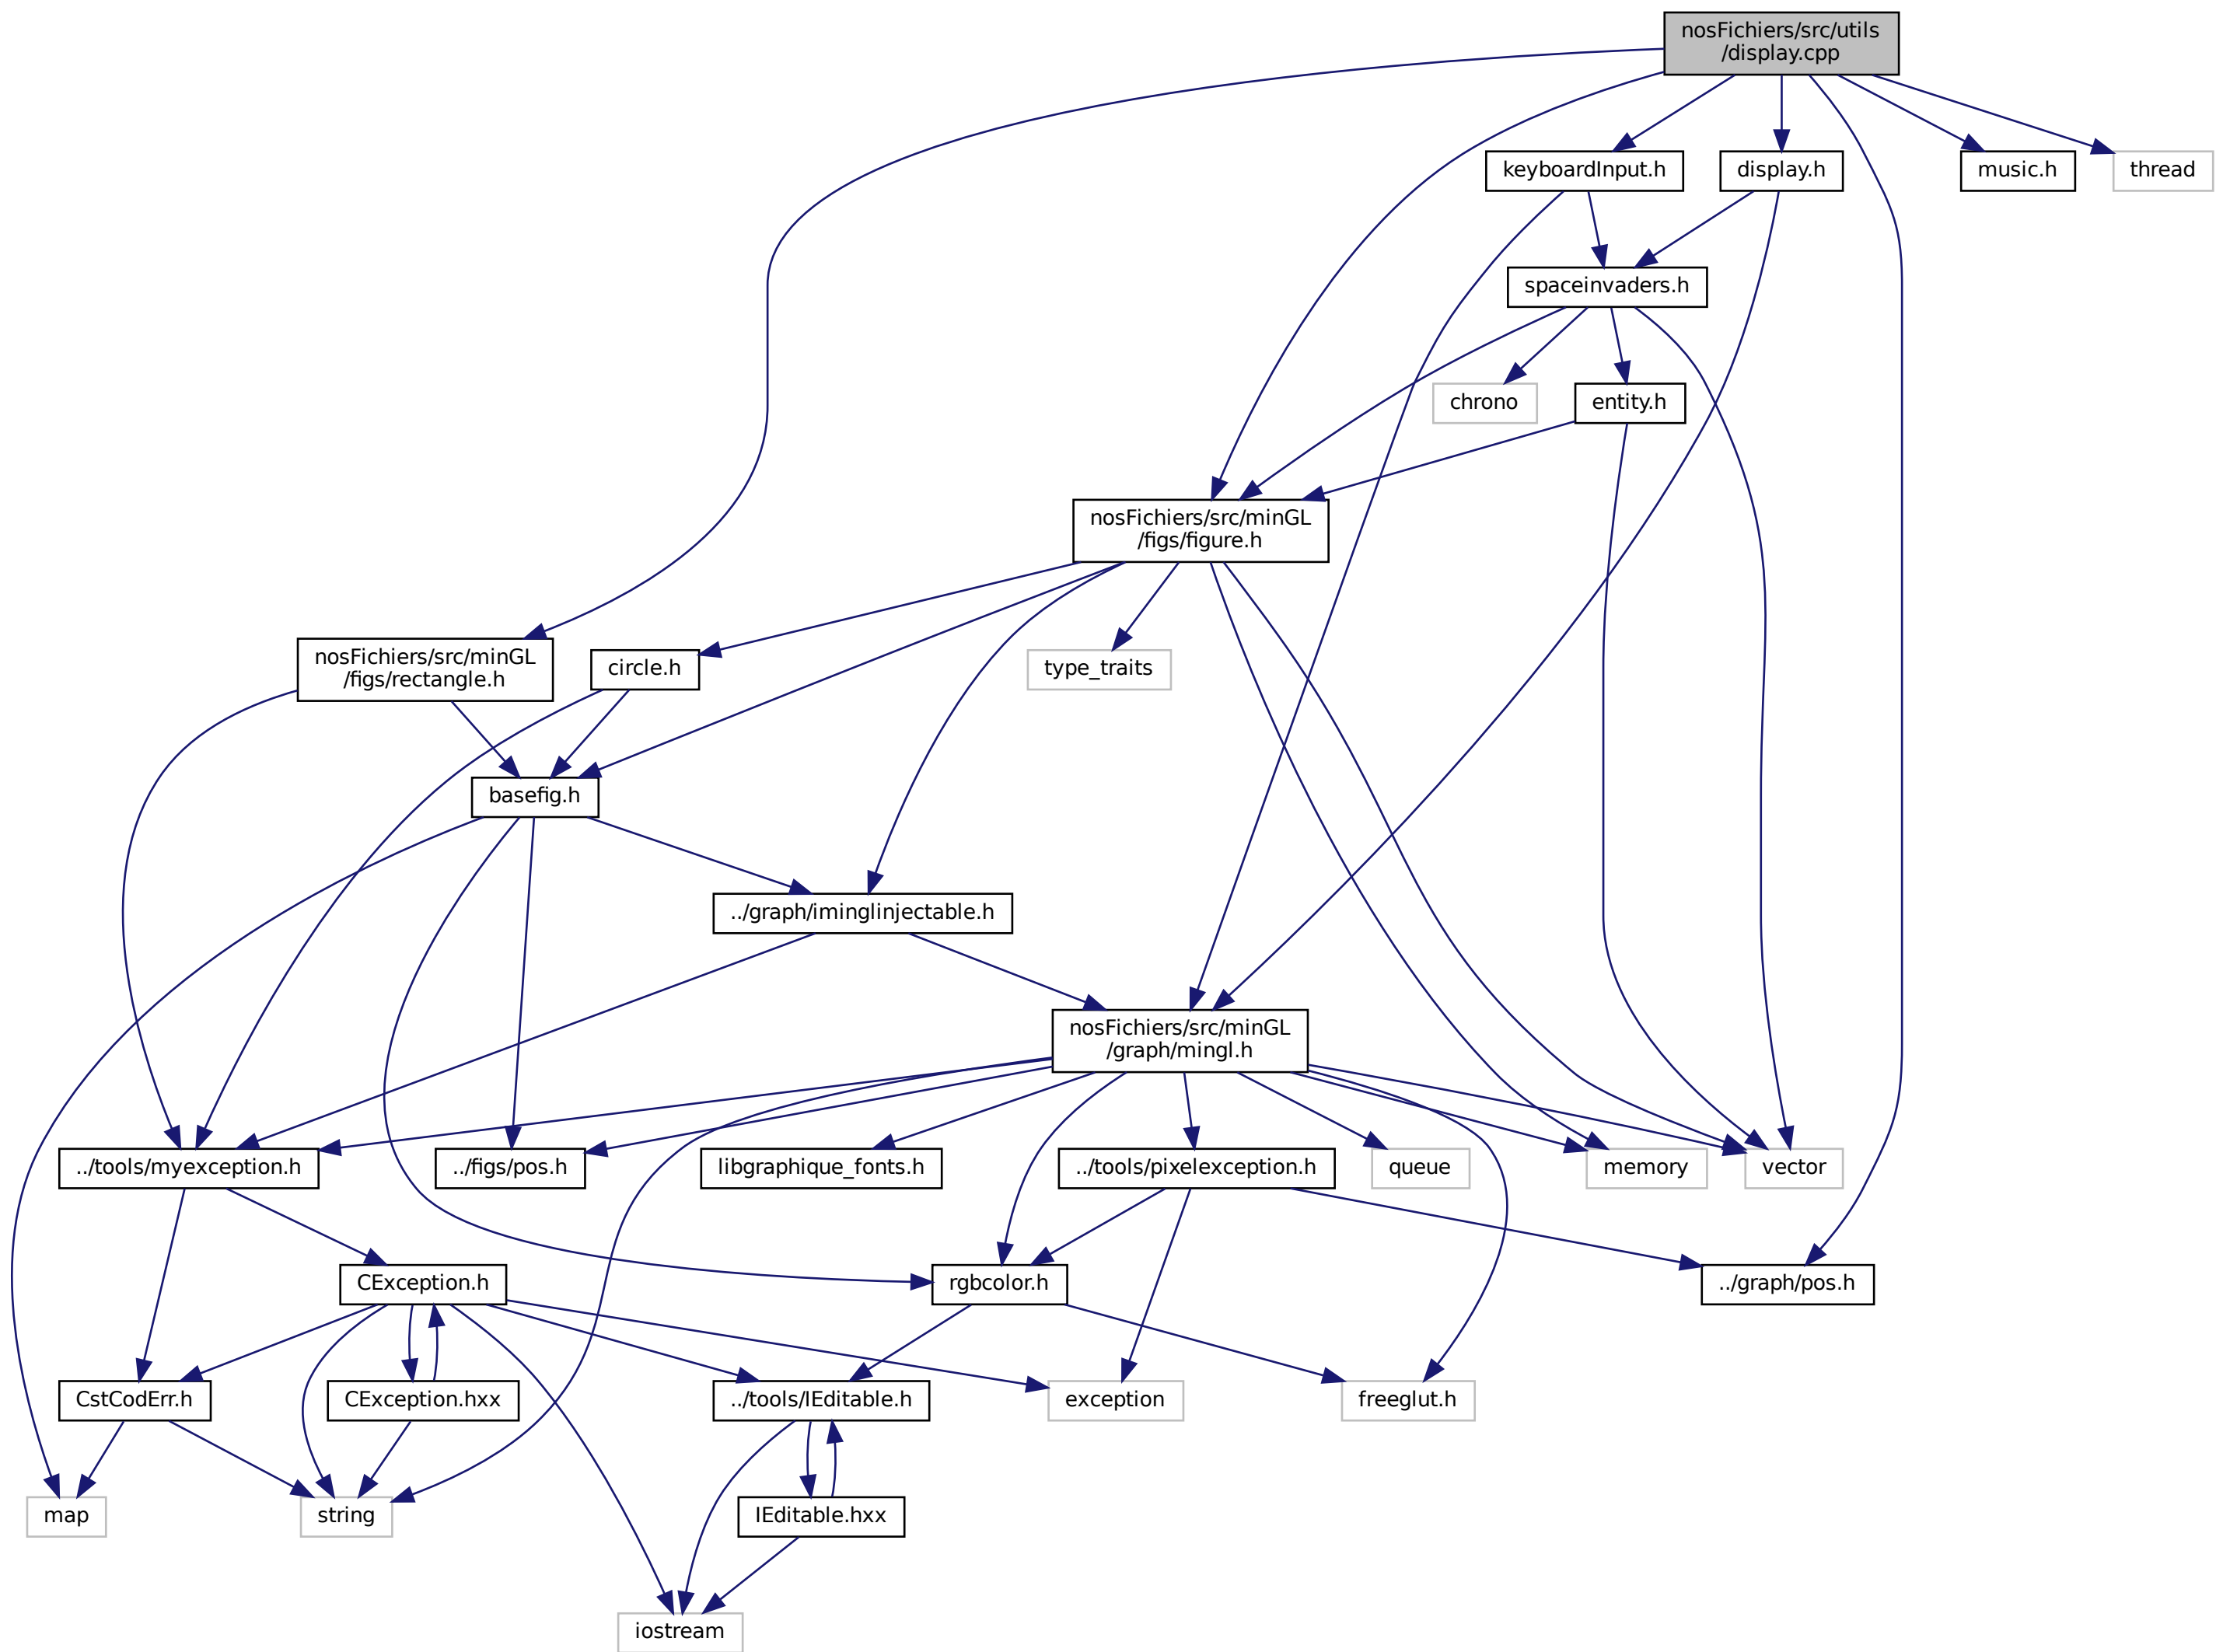 nosFichiers/src/utils
/display.cpp
keyboardInput.h
display.h
music.h
thread
spaceinvaders.h
chrono
entity.h
nosFichiers/src/minGL
/figs/figure.h
nosFichiers/src/minGL
/figs/rectangle.h
circle.h
type_traits
basefig.h
../graph/iminglinjectable.h
nosFichiers/src/minGL
/graph/mingl.h
../tools/myexception.h
../figs/pos.h
libgraphique_fonts.h
../tools/pixelexception.h
queue
memory
vector
CException.h
rgbcolor.h
../graph/pos.h
CstCodErr.h
CException.hxx
../tools/IEditable.h
exception
freeglut.h
map
string
IEditable.hxx
iostream